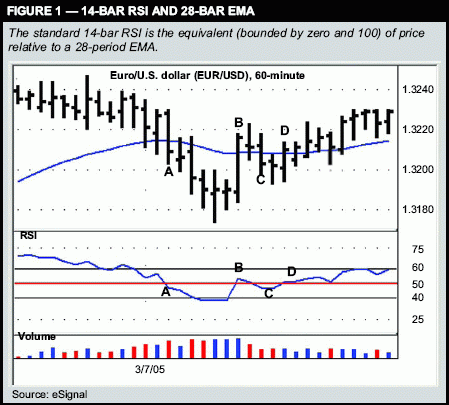 FIGURE 1 — 14-BAR RSI AND 28-BAR EMA
The standard 14-bar RSI is the equivalent (bounded by zero and 100) of price
relative to a 28-period EMA.
Euro/U.S. dollar (EUR/USD), 60-minute
1.3240
B
1.3220
D
A
C
1.3200
1.3180
RSI
75
B
D
60
50
A
C
40
25
Volume
3/7/05
Source: eSignal